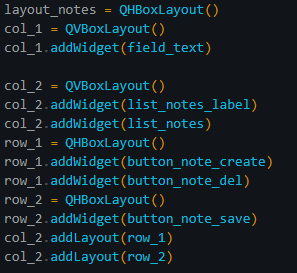 layout_notes = QHBoxLayout()
col_1 = QVBoxLayout()
col_1.addWidget(field_text)

col_2 = QVBoxLayout()
col_2.addWidget(list_notes_label)
col_2.addWidget(list_notes)
row_1 = QHBoxLayout()
row_1.addWidget(button_note_create)
row_1.addWidget(button_note_del)
row_2 = QHBoxLayout()
row_2.addWidget(button_note_save)
col_2.addLayout(row_1)
col_2.addLayout(row_2)